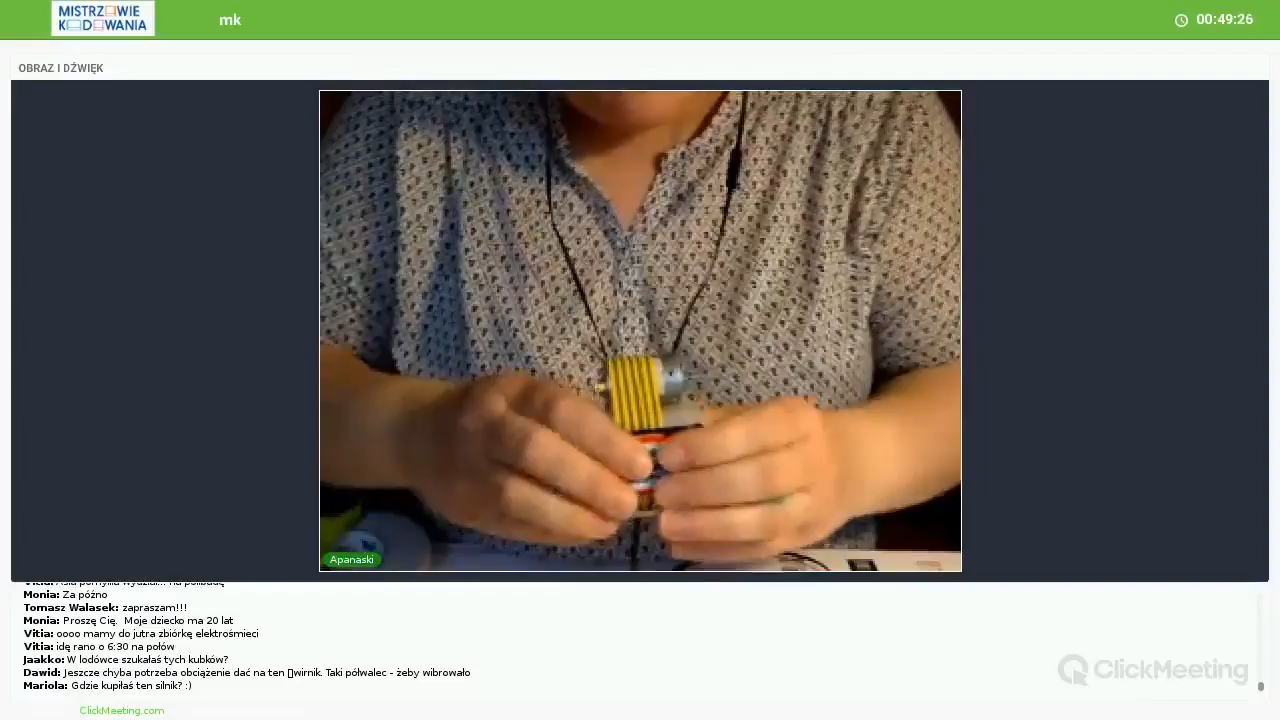 MISTRZOWIE
KODOWANIA
mk
00:49:26
OBRAZ I DŹWIĘK
Apanaski
Monia: Za późno
Tomasz Walasek: zapraszam!!!
Monia: Proszę Cię. Moje dziecko ma 20 lat
Vitia: oooo mamy do jutra zbiórkę elektrośmieci
Vitia: idę rano o 6:30 na połów
Jaakko: W lodówce szukałaś tych kubków?
Dawid: Jeszcze chyba potrzeba obciążenie dać na ten wirnik. Taki półwalec - żeby wibrowało
Mariola: Gdzie kupiłaś ten silnik? :)
ClickMeeting
ClickMeeting.com